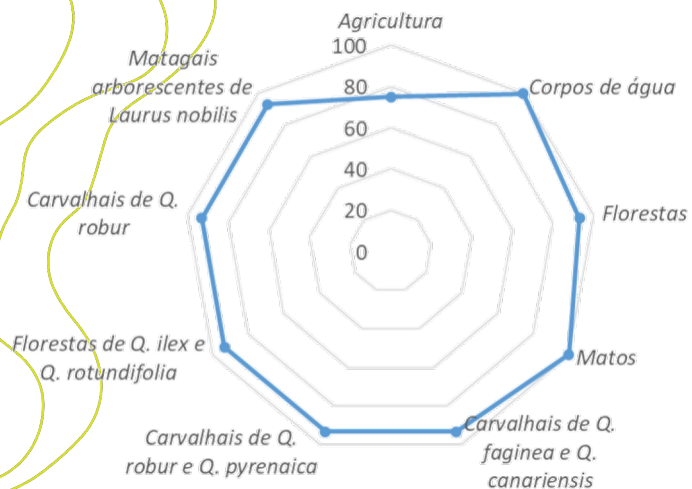 Agricultura
100
80
60
40
20
0
Corpos de água
Florestas
Matos
Carvalhais de Q.
faginea e Q.
canariensis
Carvalhais de Q.
robur e Q. pyrenaica
Florestas de Q. ilex e
Q. rotundifolia
Carvalhais de Q.
robur
Matagais
arborescentes de
Laurus nobilis